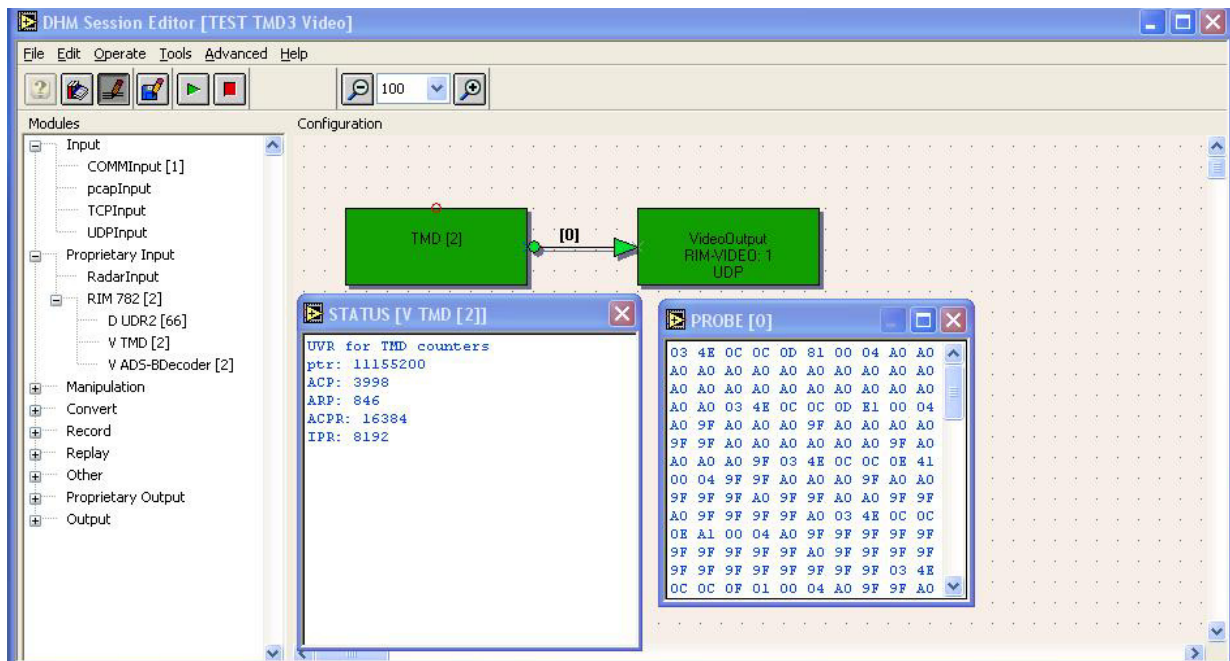 DHM Session Editor [TEST TMD3 Video]
File Edit Operate Tools Advanced Help
100
Modules
Configuration
Input
COMMInput [1]
pcapInput
TCPInput
UDPInput
Proprietary Input
RadarInput
RIM 782 [2]
D UDR2 [66]
V TMD [2]
V ADS-BDecoder [2]
Manipulation
Convert
Record
Replay
Other
Proprietary Output
Output
TMD [2]
[0]
VideoOutput
RIM-VIDEO: 1
UDP
STATUS [V TMD [2]]
UVR for TMD counters
ptr: 11155200
ACP: 3998
ARP: 846
ACPR: 16384
IPR: 8192
PROBE [0]
03 4E 0C 0C 0D 81 00 04 A0 A0
A0 A0 A0 A0 A0 A0 A0 A0 A0 A0
A0 A0 A0 A0 A0 A0 A0 A0 A0 A0
A0 A0 03 4E 0C 0C 0D E1 00 04
A0 9F A0 A0 A0 9F A0 A0 A0 A0
9F 9F A0 A0 A0 A0 A0 A0 9F A0
A0 A0 A0 9F 03 4E 0C 0C 0E 41
00 04 9F 9F A0 A0 A0 9F A0 A0
9F 9F 9F A0 9F 9F A0 A0 9F 9F
A0 9F 9F 9F 9F A0 03 4E 0C 0C
0E A1 00 04 A0 9F 9F 9F 9F 9F
9F 9F 9F 9F 9F A0 9F 9F 9F 9F
9F 9F 9F 9F 9F 9F 9F 9F 03 4E
0C 0C 0F 01 00 04 A0 9F 9F A0